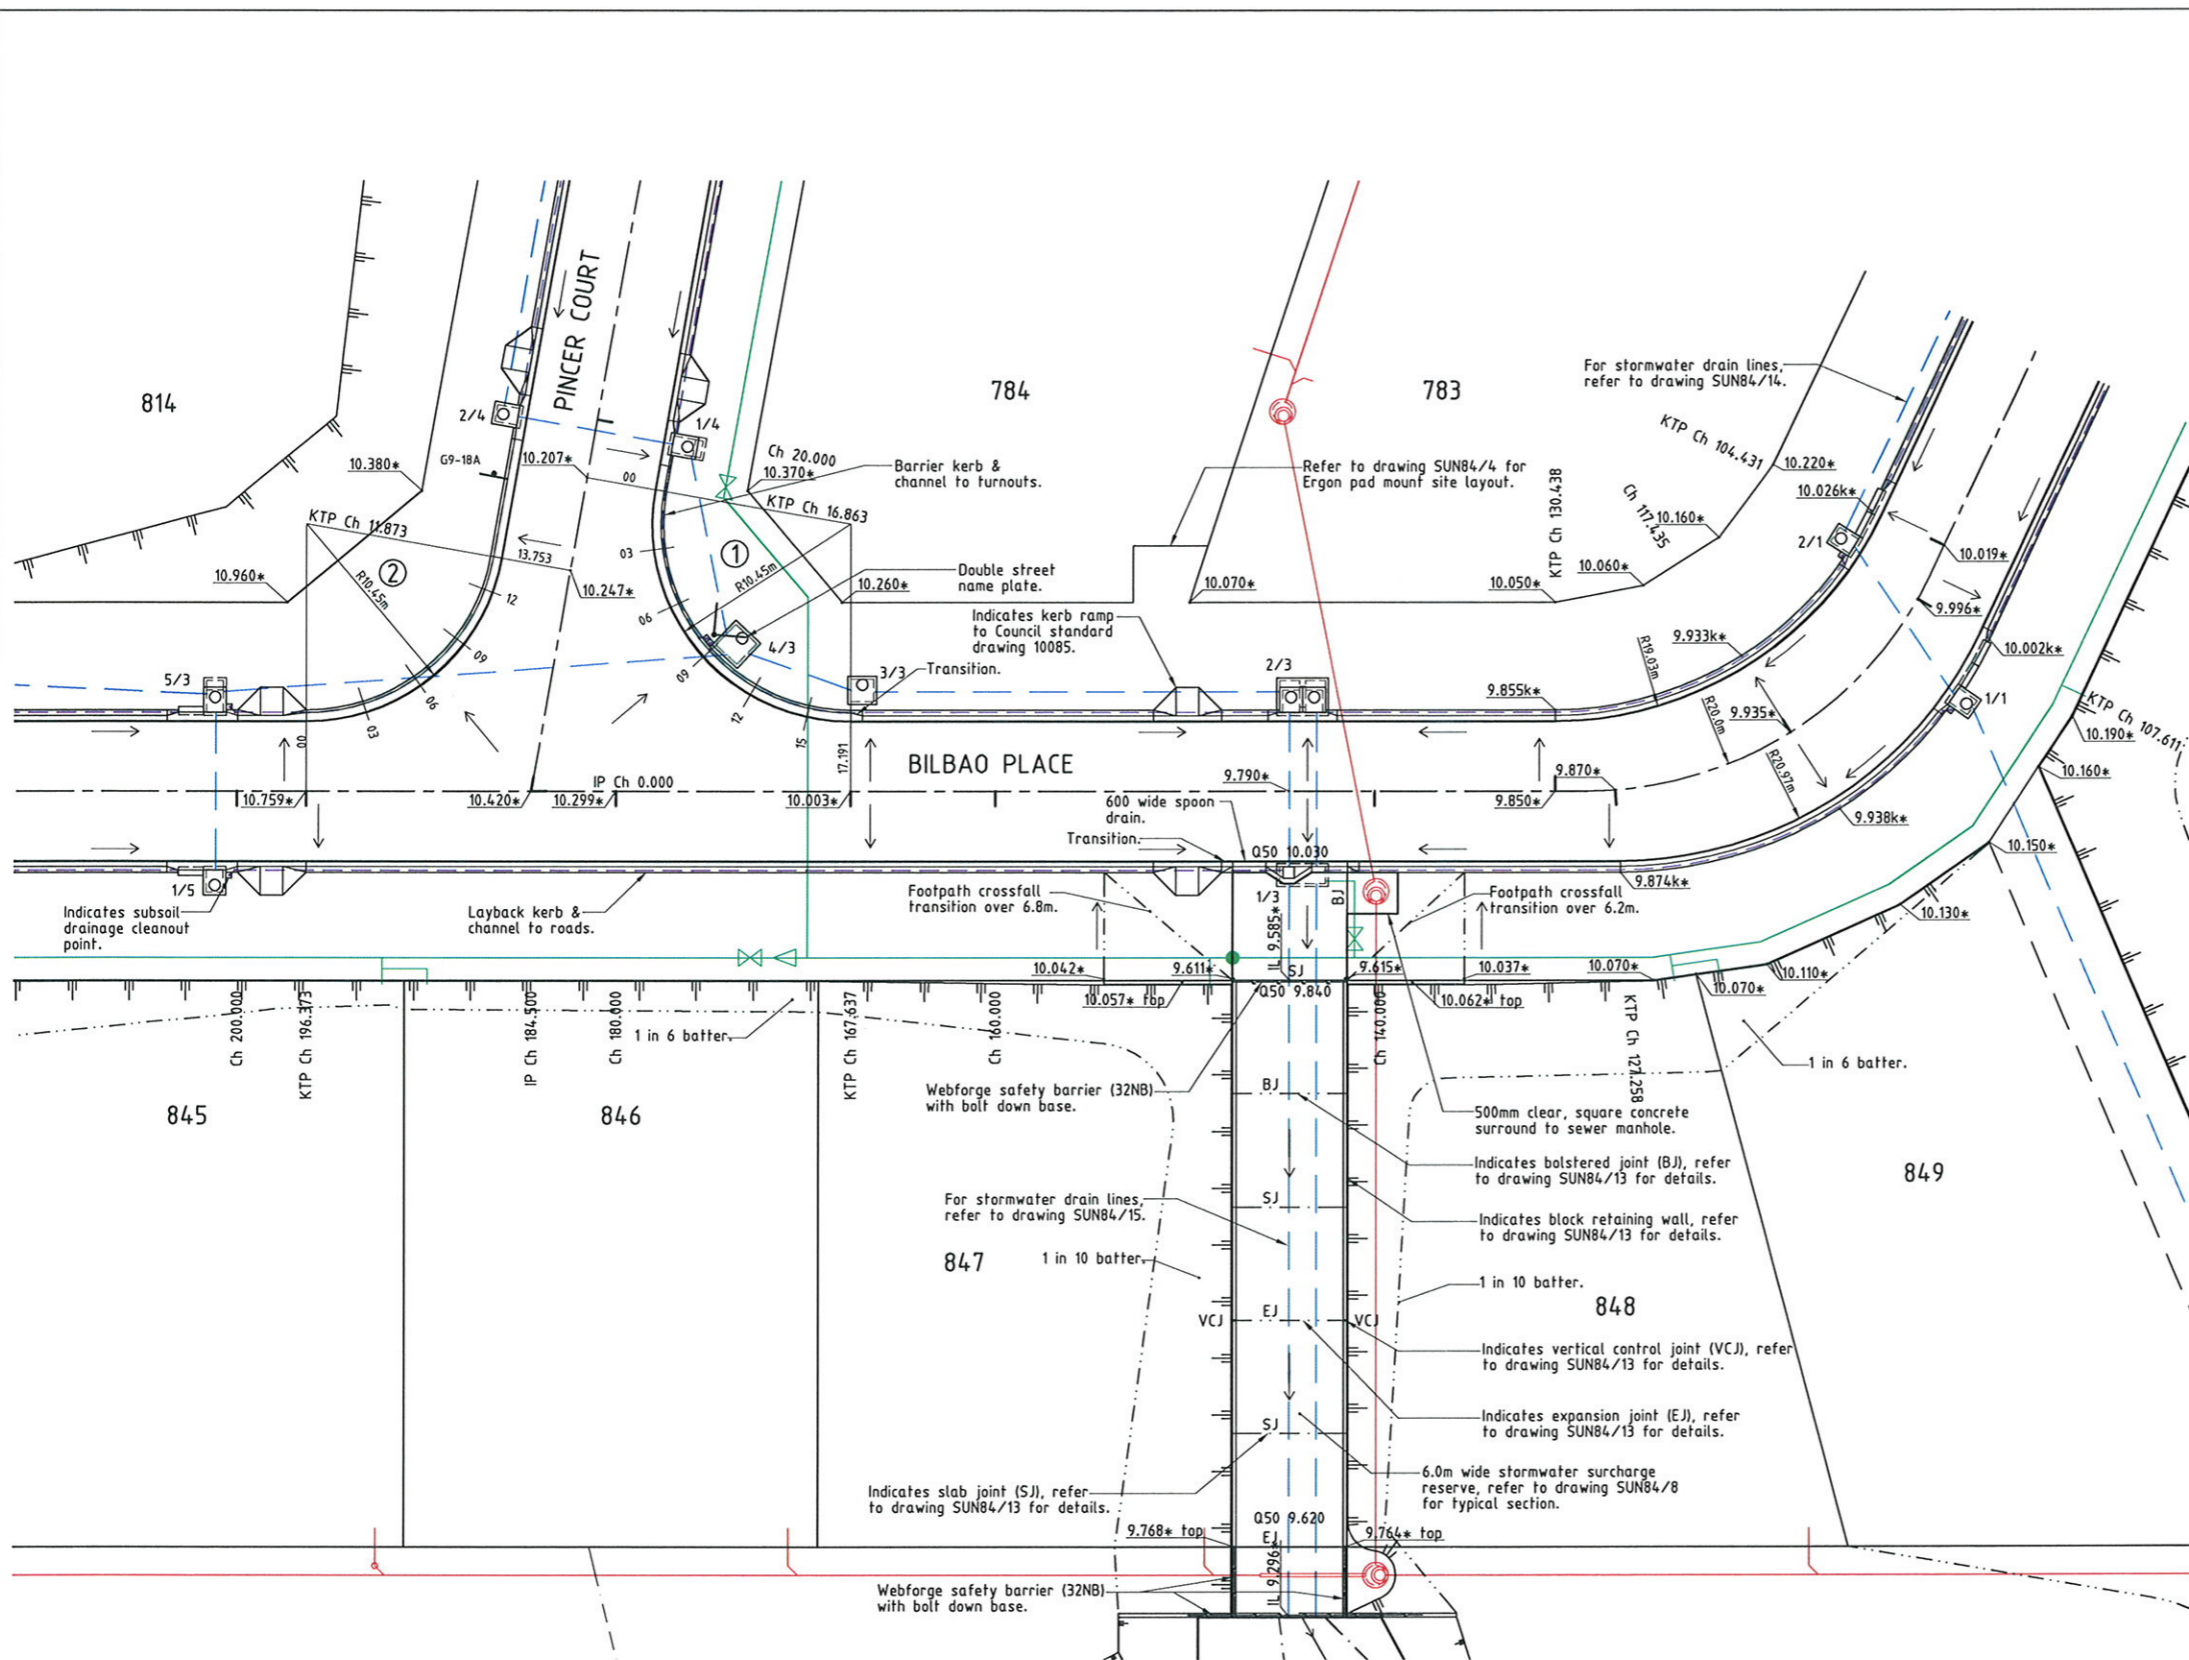 814
784
783
PINCER COURT
For stormwater drain lines,
refer to drawing SUN84/14.
2/4
1/4
G9-18A
10.207*
10.380*
00
Ch 20.000
10.370*
Barrier kerb &
channel to turnouts.
Refer to drawing SUN84/4 for
Ergon pad mount site layout.
KTP Ch 130.438
KTP Ch 104.431
10.220*
10.026k*
Ch 117.435
10.160*
2/1
10.019*
KTP Ch 11.873
KTP Ch 16.863
13.753
03
1
2
R10.45m
R10.45m
10.960*
10.247*
12
06
Double street
name plate.
10.260*
10.070*
10.050*
10.060*
9.996*
Indicates kerb ramp
to Council standard
drawing 10085.
09
4/3
09
06
03
00
12
15
5/3
3/3
Transition.
2/3
9.855k*
R19.03m
9.933k*
10.002k*
1/1
R20.0m
9.935*
R20.97m
KTP Ch 107.611
10.190*
10.160*
17.191
BILBAO PLACE
IP Ch 0.000
10.759*
10.420*
10.299*
10.003*
9.790*
9.870*
9.850*
9.938k*
10.150*
600 wide spoon
drain.
Transition.
Q50 10.030
1/5
1/3
BJ
9.874k*
Indicates subsoil
drainage cleanout
point.
Layback kerb &
channel to roads.
Footpath crossfall
transition over 6.8m.
Footpath crossfall
transition over 6.2m.
10.130*
IL 9.585*
10.042*
9.611*
SJ
9.615*
10.037*
10.070*
10.110*
10.070*
10.057* top
Q50 9.840
10.062* top
Ch 200.000
KTP Ch 196.373
IP Ch 184.500
Ch 180.000
1 in 6 batter.
KTP Ch 167.637
Ch 160.000
Ch 140.000
KTP Ch 127.258
1 in 6 batter.
845
846
Webforge safety barrier (32NB)
with bolt down base.
BJ
500mm clear, square concrete
surround to sewer manhole.
Indicates bolstered joint (BJ), refer
to drawing SUN84/13 for details.
849
For stormwater drain lines,
refer to drawing SUN84/15.
SJ
Indicates block retaining wall, refer
to drawing SUN84/13 for details.
847
1 in 10 batter.
1 in 10 batter.
848
VCJ
EJ
VCJ
Indicates vertical control joint (VCJ), refer
to drawing SUN84/13 for details.
SJ
Indicates expansion joint (EJ), refer
to drawing SUN84/13 for details.
Indicates slab joint (SJ), refer
to drawing SUN84/13 for details.
6.0m wide stormwater surcharge
reserve, refer to drawing SUN84/8
for typical section.
Q50 9.620
9.768* top
EJ
9.764* top
IL 9.296*
Webforge safety barrier (32NB)
with bolt down base.